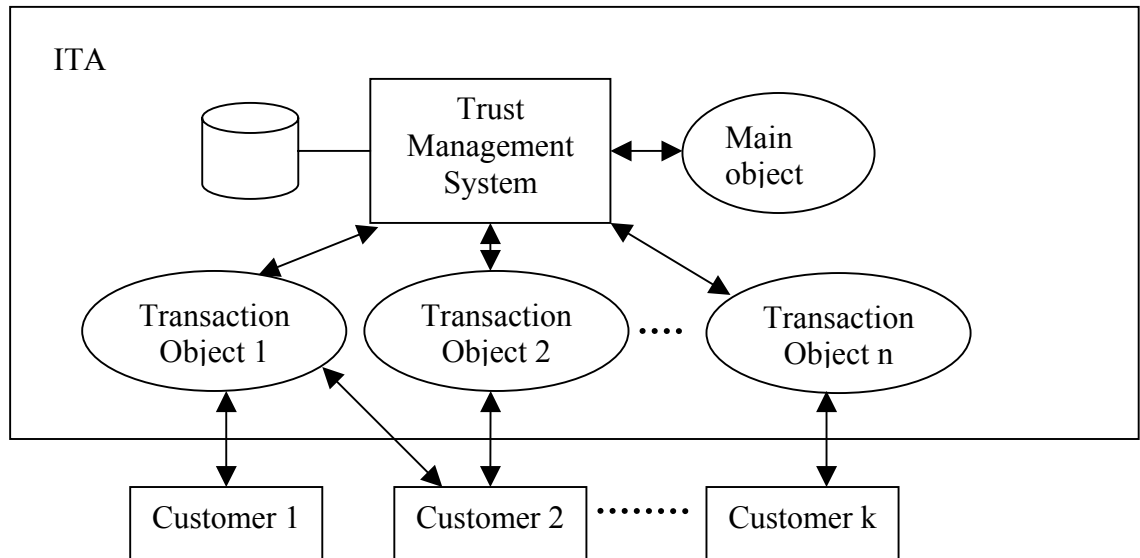 ITA
Trust
Management
System
Main
object
Transaction
Object 1
Transaction
Object 2
....
Transaction
Object n
Customer 1
Customer 2
........
Customer k